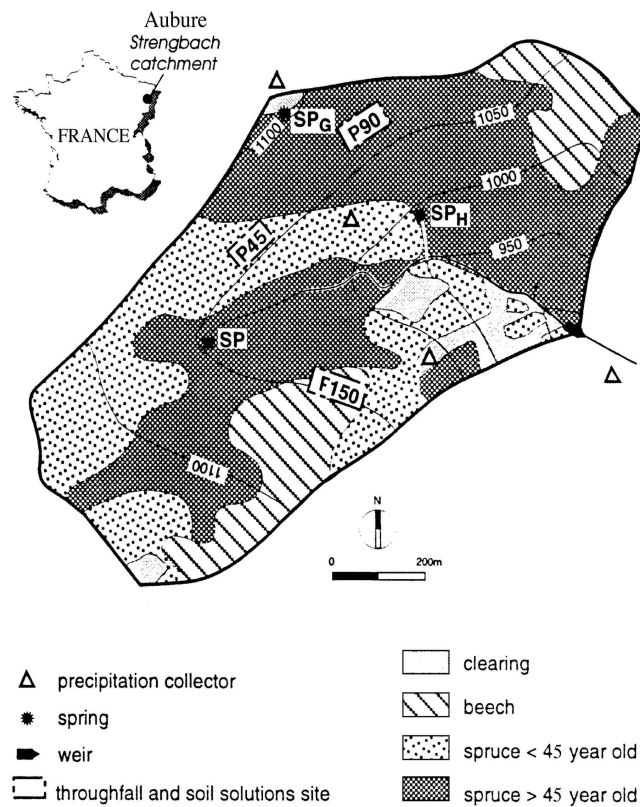 Aubure
Strengbach
catchment
FRANCE
SPG
P90
1100
1050
1000
SPH
950
P45
SP
F150
1100
N
0 200m
precipitation collector
spring
weir
throughfall and soil solutions site
clearing
beech
spruce < 45 year old
spruce > 45 year old